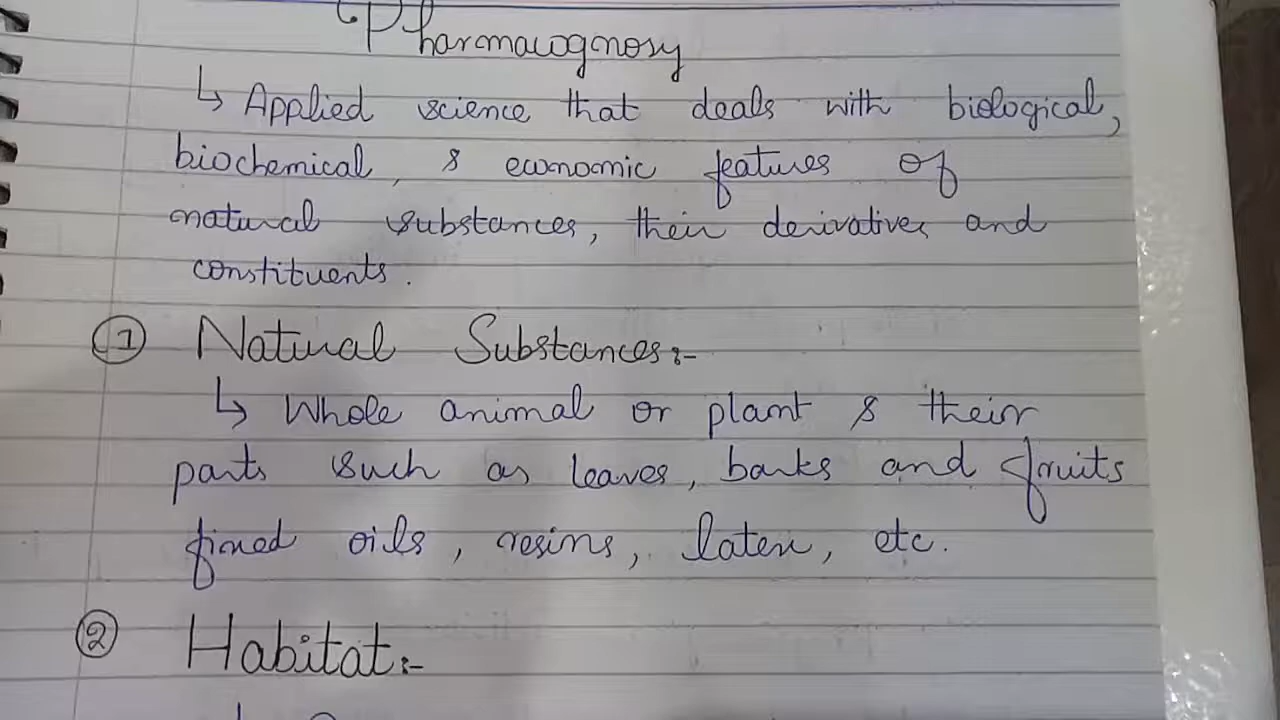 Pharmacognosy
↳ Applied science that deals with biological,
biochemical, & economic features of
natural substances, their derivatives and
constituents.
① Natural Substances:-
↳ Whole animal or plant & their
parts such as leaves, barks and fruits
fixed oils, resins, latex, etc.
② Habitat:-